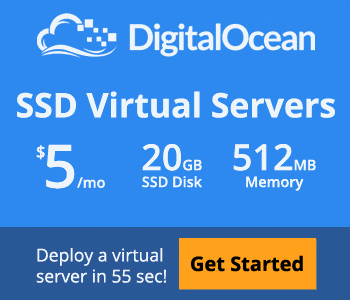 DigitalOcean
SSD Virtual Servers
$5/mo
20GB
SSD Disk
512MB
Memory
Deploy a virtual
server in 55 sec!
Get Started